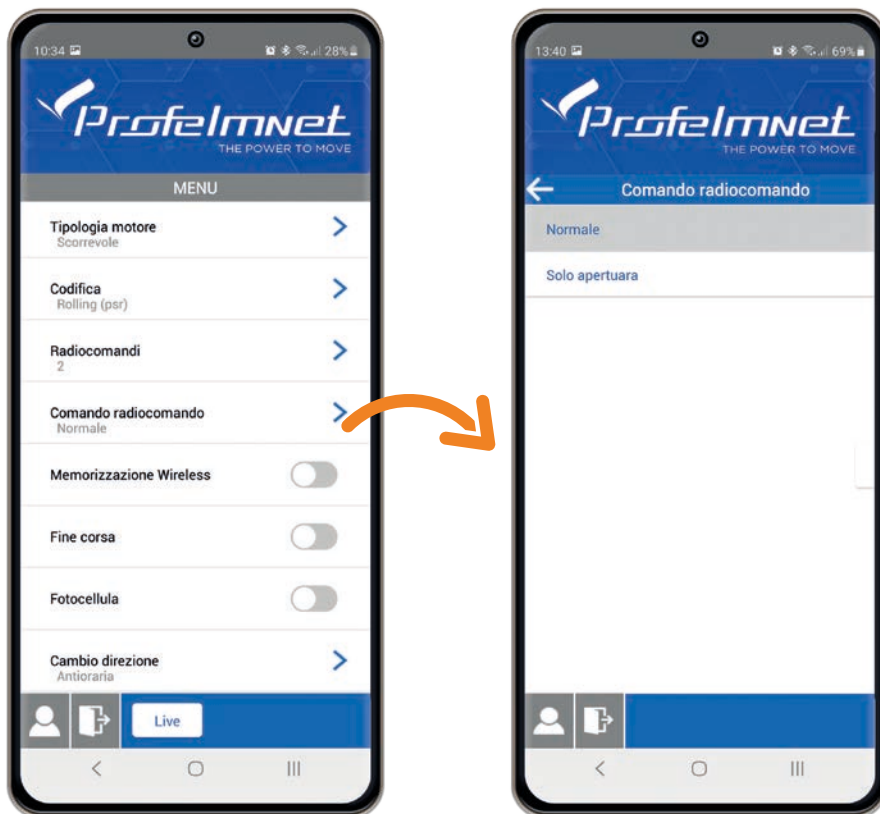 10:34
28%
Profelmnet
THE POWER TO MOVE
MENU
Tipologia motore
Scorrevole
Codifica
Rolling (psr)
Radiocomandi
2
Comando radiocomando
Normale
Memorizzazione Wireless
Fine corsa
Fotocellula
Cambio direzione
Antioraria
Live
13:40
69%
Profelmnet
THE POWER TO MOVE
Comando radiocomando
Normale
Solo apertuara